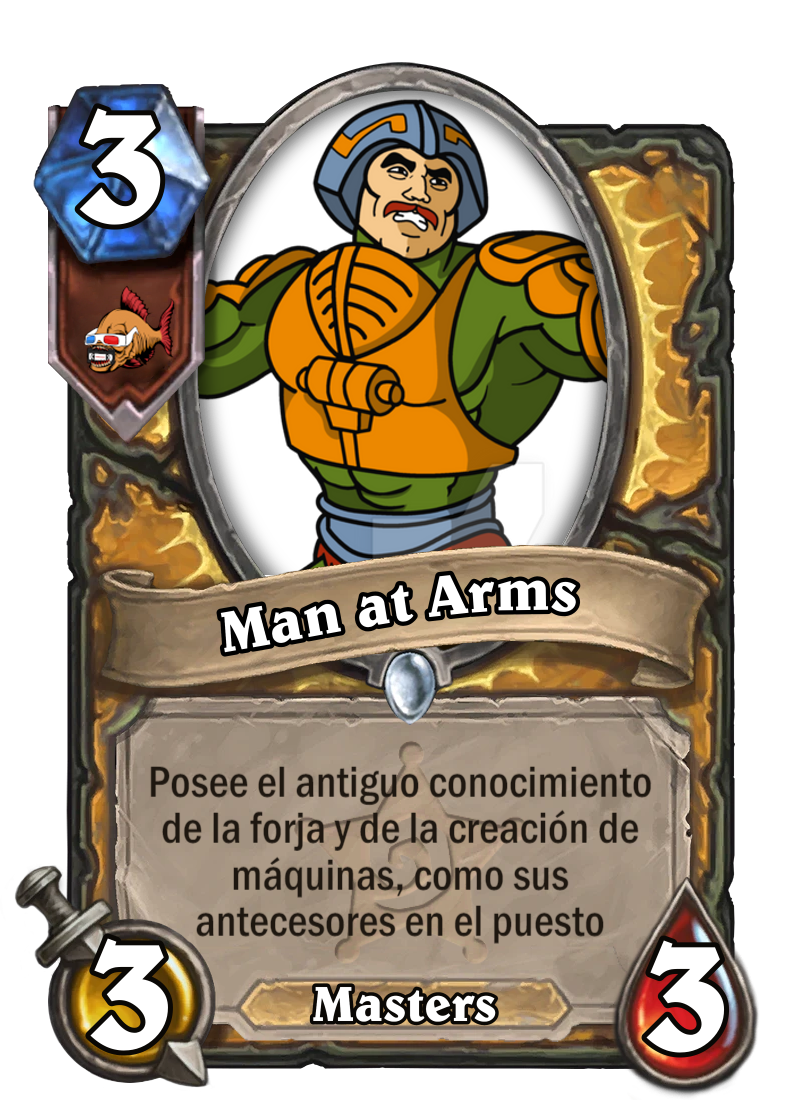 3
Man at Arms
Posee el antiguo conocimiento
de la forja y de la creación de
máquinas, como sus
antecesores en el puesto
3
Masters
3